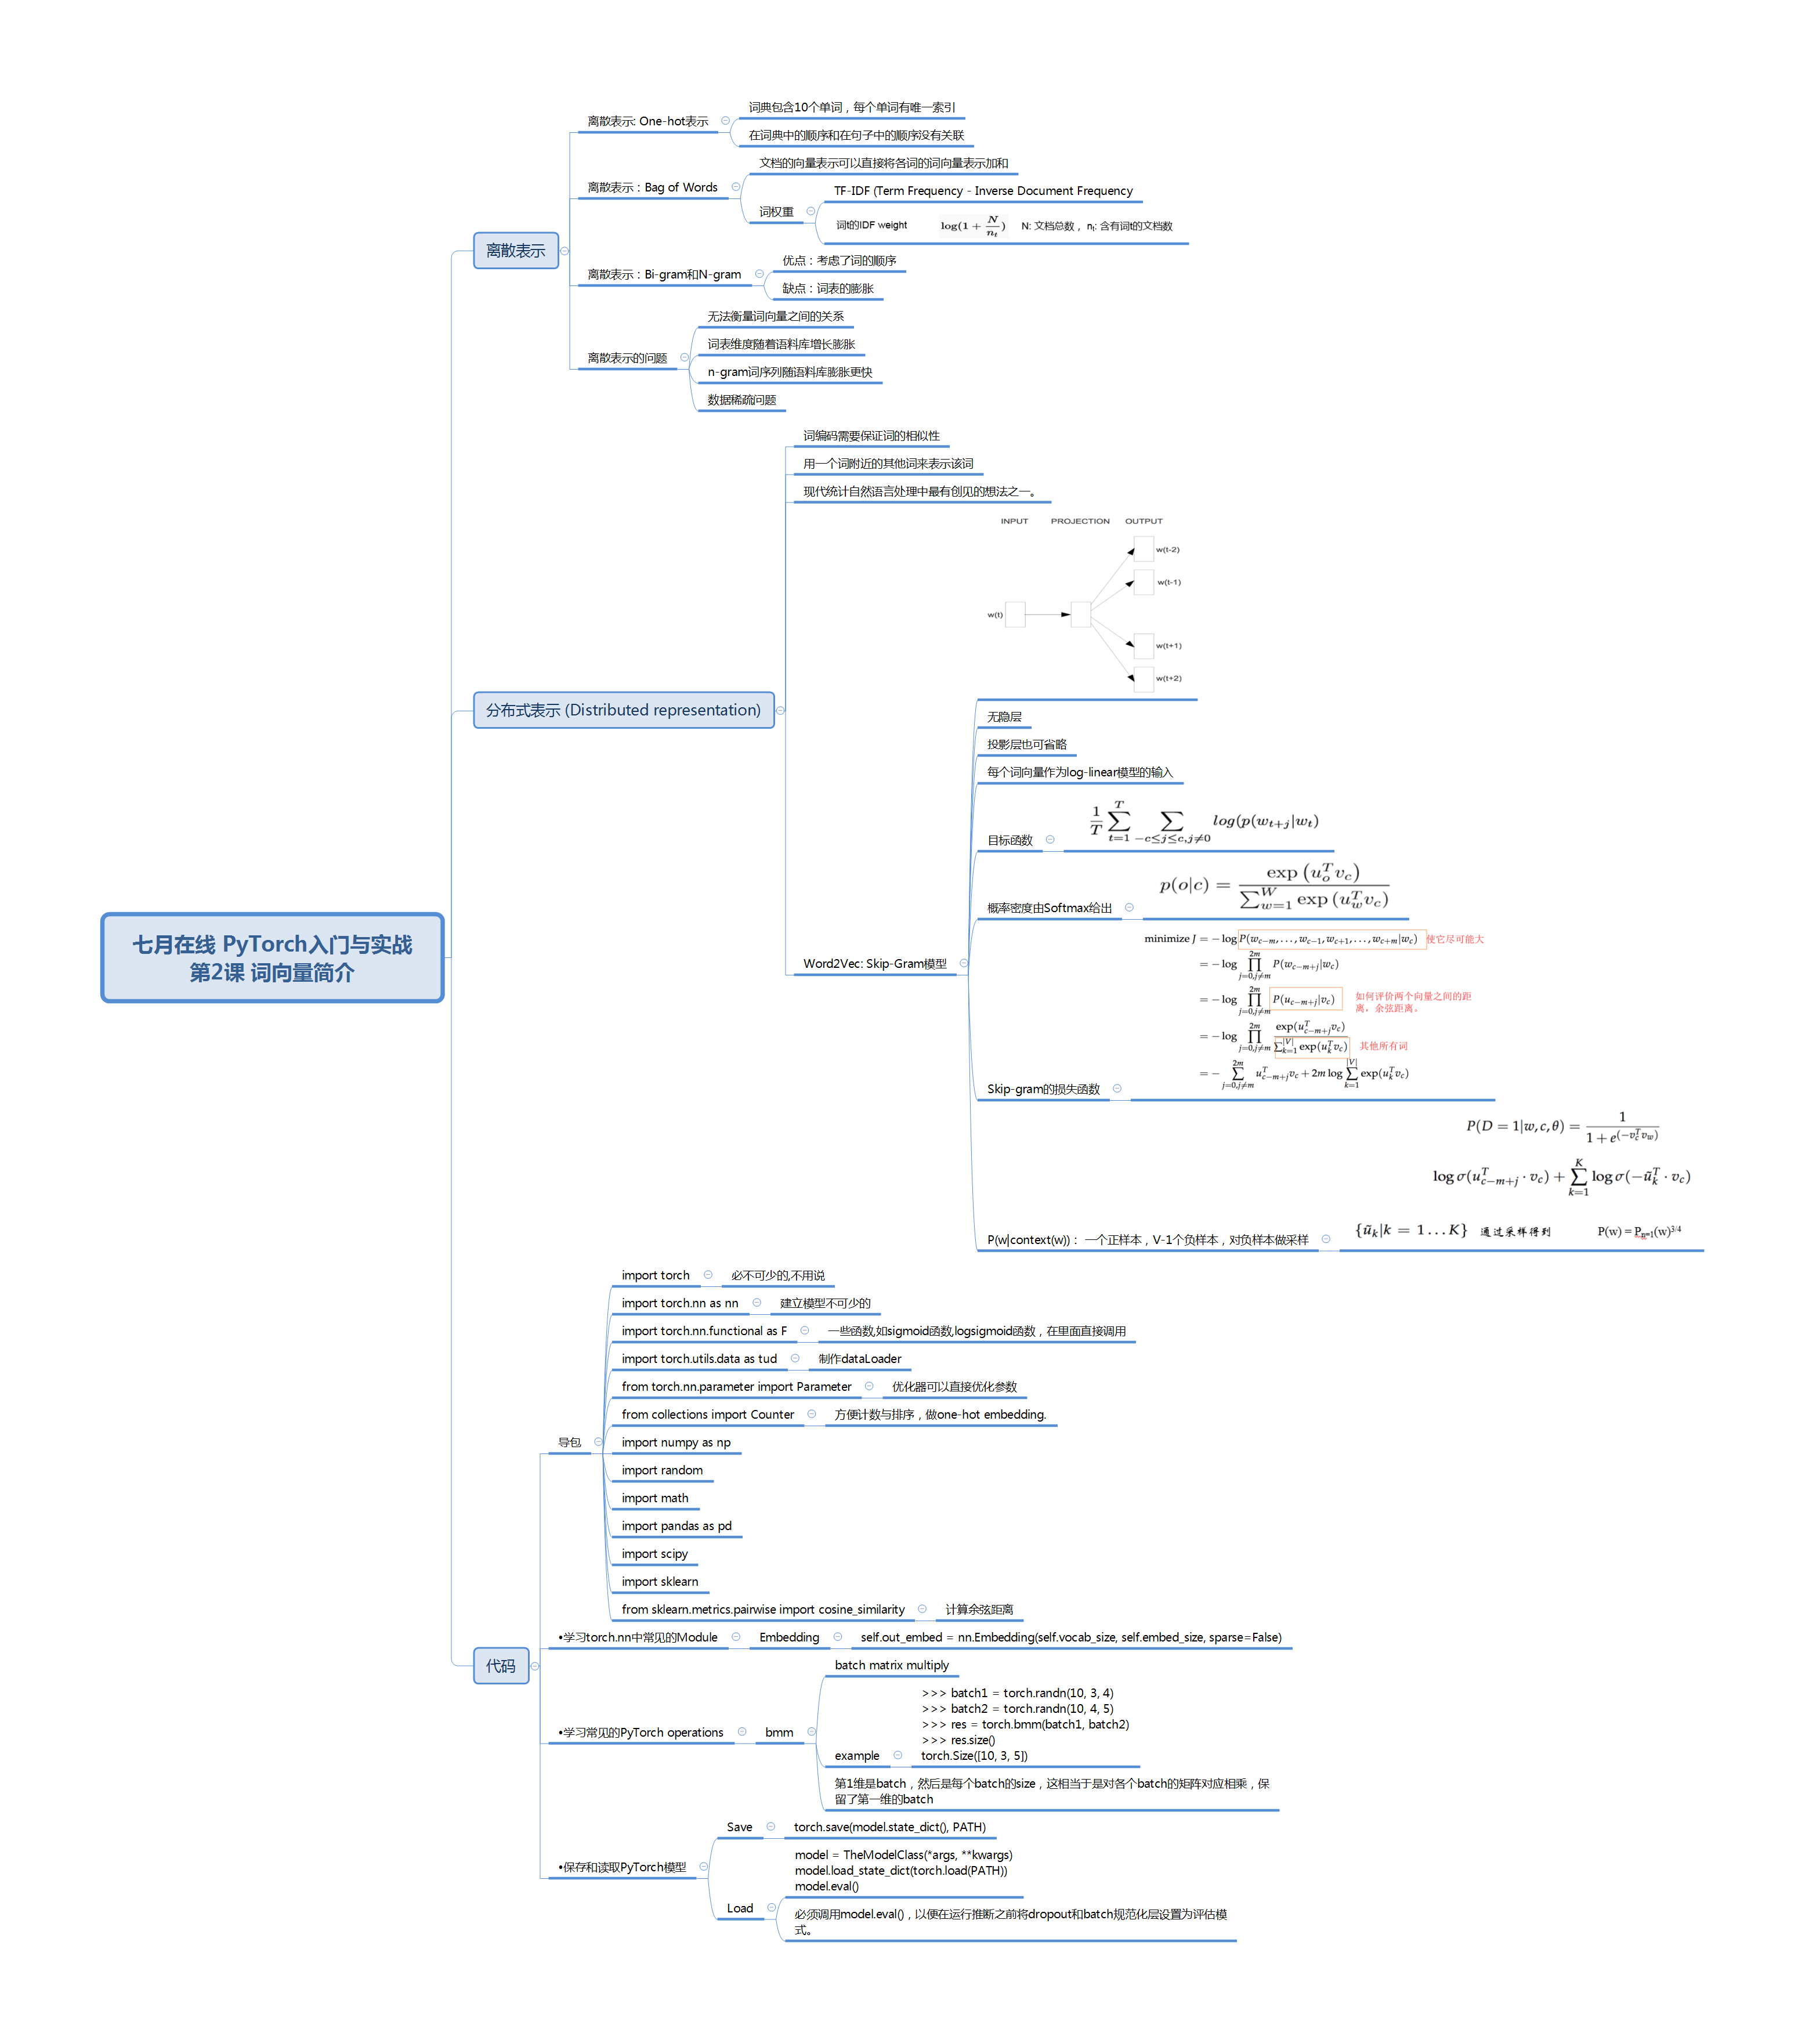 七月在线 PyTorch入门与实战
第2课 词向量简介
离散表示
离散表示: One-hot表示
词典包含10个单词，每个单词有唯一索引
在词典中的顺序和在句子中的顺序没有关联
离散表示：Bag of Words
文档的向量表示可以直接将各词的词向量表示加和
词权重
TF-IDF (Term Frequency - Inverse Document Frequency
词t的IDF weight log(1 + N/n_t) N: 文档总数， n_t: 含有词t的文档数
离散表示：Bi-gram和N-gram
优点：考虑了词的顺序
缺点：词表的膨胀
离散表示的问题
无法衡量词向量之间的关系
词表维度随着语料库增长膨胀
n-gram词序列随语料库膨胀更快
数据稀疏问题
分布式表示 (Distributed representation)
词编码需要保证词的相似性
用一个词附近的其他词来表示该词
现代统计自然语言处理中最有创见的想法之一。
Word2Vec: Skip-Gram模型
INPUT PROJECTION OUTPUT
w(t-2)
w(t-1)
w(t)
w(t+1)
w(t+2)
无隐层
投影层也可省略
每个词向量作为log-linear模型的输入
目标函数
\frac{1}{T} \sum_{t=1}^{T} \sum_{-c≤j≤c,j≠0} log(p(w_{t+j}|w_t)
概率密度由Softmax给出
p(o|c) = \frac{\exp(u_o^T v_c)}{\sum_{w=1}^{W} \exp(u_w^T v_c)}
Skip-gram的损失函数
minimize J = − log P(w_{c−m}, . . . , w_{c−1}, w_{c+1}, . . . , w_{c+m}|w_c) 使它尽可能大
= − log \prod_{j=0,j≠m}^{2m} P(w_{c−m+j}|w_c)
= − log \prod_{j=0,j≠m}^{2m} P(u_{c−m+j}|v_c) 如何评价两个向量之间的距
离，余弦距离。
= − log \prod_{j=0,j≠m}^{2m} \frac{\exp(u_{c−m+j}^T v_c)}{\sum_{k=1}^{|V|} \exp(u_k^T v_c)} 其他所有词
= − \sum_{j=0,j≠m}^{2m} u_{c−m+j}^T v_c + 2m log \sum_{k=1}^{|V|} exp(u_k^T v_c)
P(w|context(w))： 一个正样本，V-1个负样本，对负样本做采样
P(D = 1|w, c, θ) = \frac{1}{1 + e^{(−v_c^T v_w)}}
log σ(u_{c−m+j}^T · v_c) + \sum_{k=1}^{K} log σ(−ũ_k^T · v_c)
{ũ_k|k = 1 . . . K} 通过采样得到 P(w) = P_{n=1}(w)^{3/4}
代码
导包
import torch
必不可少的,不用说
import torch.nn as nn
建立模型不可少的
import torch.nn.functional as F
一些函数,如sigmoid函数,logsigmoid函数，在里面直接调用
import torch.utils.data as tud
制作dataLoader
from torch.nn.parameter import Parameter
优化器可以直接优化参数
from collections import Counter
方便计数与排序，做one-hot embedding.
import numpy as np
import random
import math
import pandas as pd
import scipy
import sklearn
from sklearn.metrics.pairwise import cosine_similarity
计算余弦距离
•学习torch.nn中常见的Module
Embedding
self.out_embed = nn.Embedding(self.vocab_size, self.embed_size, sparse=False)
•学习常见的PyTorch operations
bmm
batch matrix multiply
example
>>> batch1 = torch.randn(10, 3, 4)
>>> batch2 = torch.randn(10, 4, 5)
>>> res = torch.bmm(batch1, batch2)
>>> res.size()
torch.Size([10, 3, 5])
第1维是batch，然后是每个batch的size，这相当于是对各个batch的矩阵对应相乘，保
留了第一维的batch
•保存和读取PyTorch模型
Save
torch.save(model.state_dict(), PATH)
Load
model = TheModelClass(*args, **kwargs)
model.load_state_dict(torch.load(PATH))
model.eval()
必须调用model.eval()，以便在运行推断之前将dropout和batch规范化层设置为评估模
式。